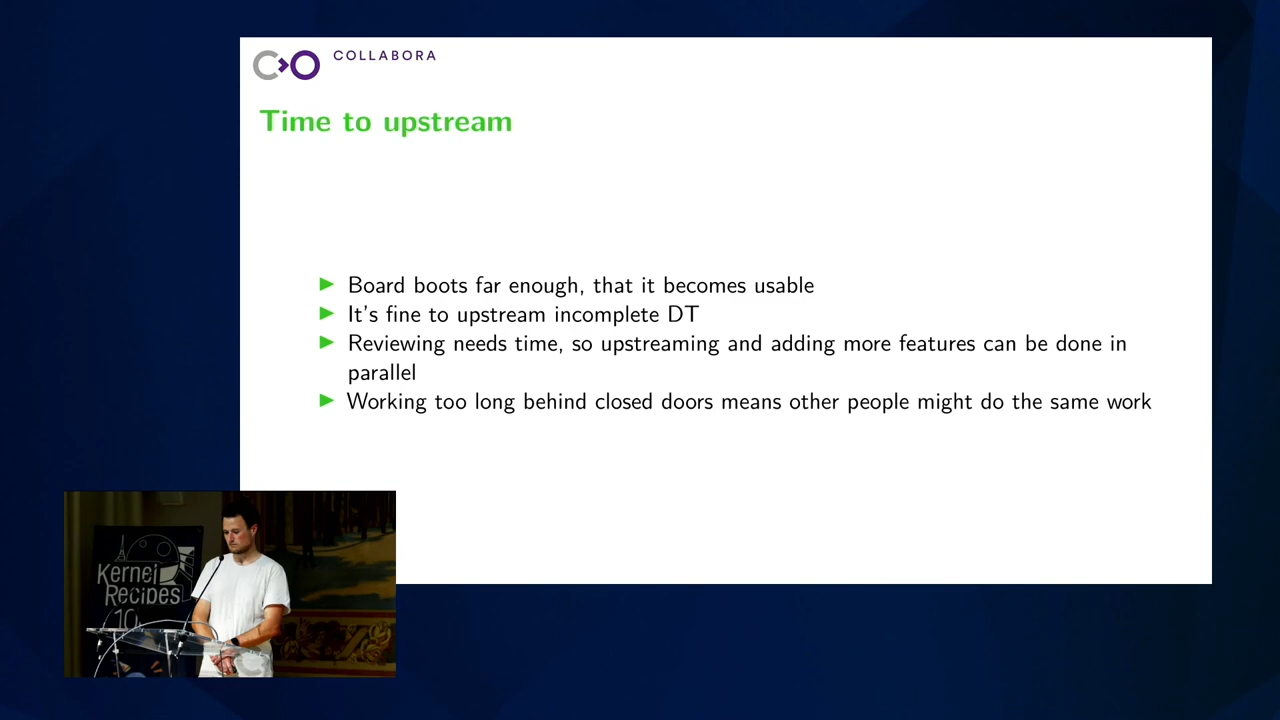 COLLABORA
Time to upstream
Board boots far enough, that it becomes usable
It's fine to upstream incomplete DT
Reviewing needs time, so upstreaming and adding more features can be done in
parallel
Working too long behind closed doors means other people might do the same work
Kernel
Recipes
10